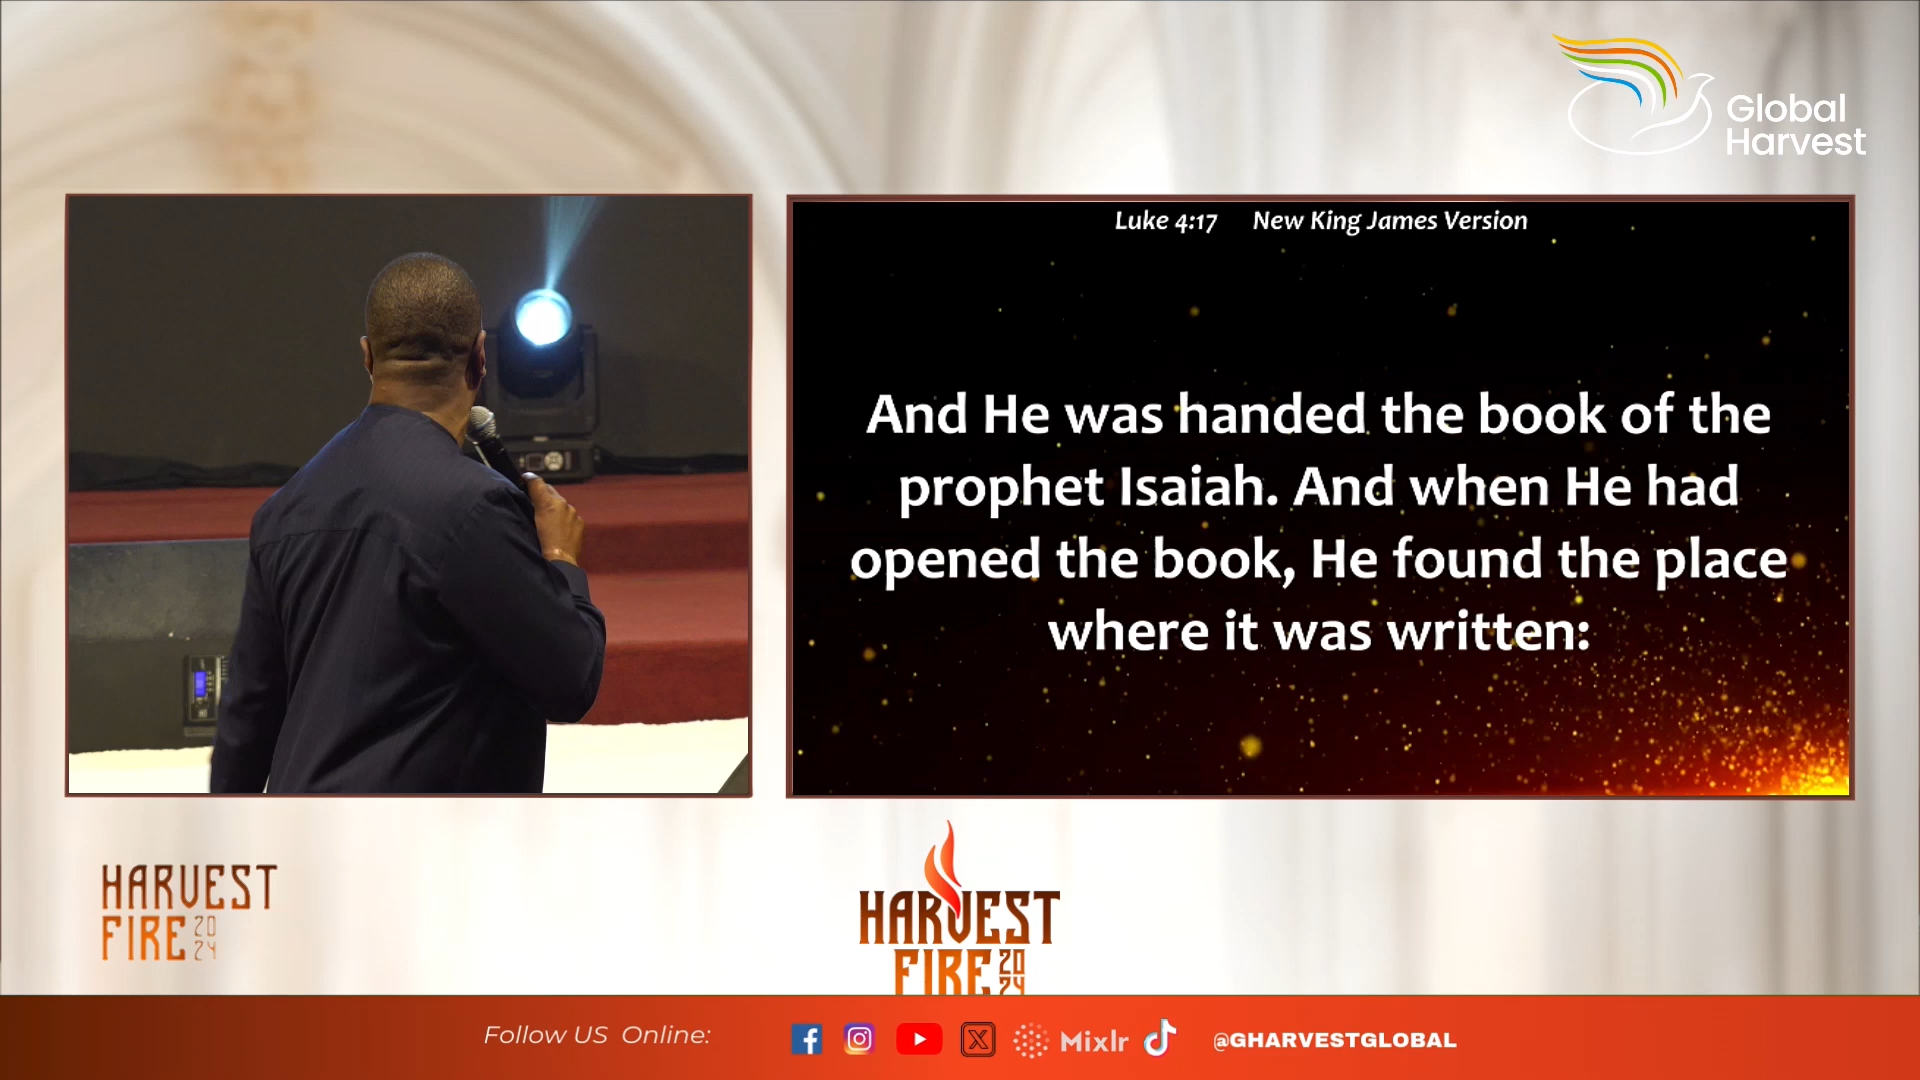 Global
Harvest
Luke 4:17 New King James Version
And He was handed the book of the
prophet Isaiah. And when He had
opened the book, He found the place
where it was written:
HARVEST
FIRE 20
24
HARVEST
FIRE 20
24
Follow US Online:
Mixlr
@GHARVESTGLOBAL